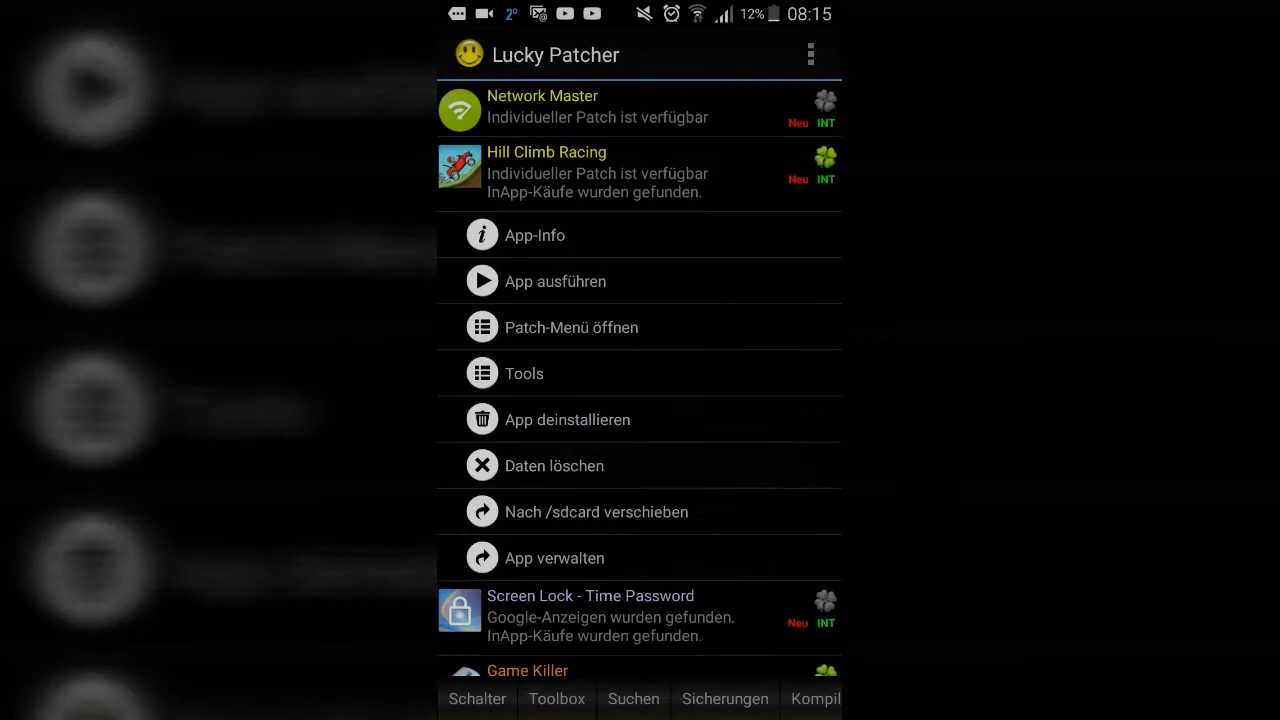 2°
12%
08:15
Lucky Patcher
Network Master
Individueller Patch ist verfügbar
Neu INT
Hill Climb Racing
Individueller Patch ist verfügbar
InApp-Käufe wurden gefunden.
Neu INT
App-Info
App ausführen
Patch-Menü öffnen
Tools
App deinstallieren
Daten löschen
Nach /sdcard verschieben
App verwalten
Screen Lock - Time Password
Google-Anzeigen wurden gefunden.
InApp-Käufe wurden gefunden.
Neu INT
Game Killer
Schalter
Toolbox
Suchen
Sicherungen
Kompil